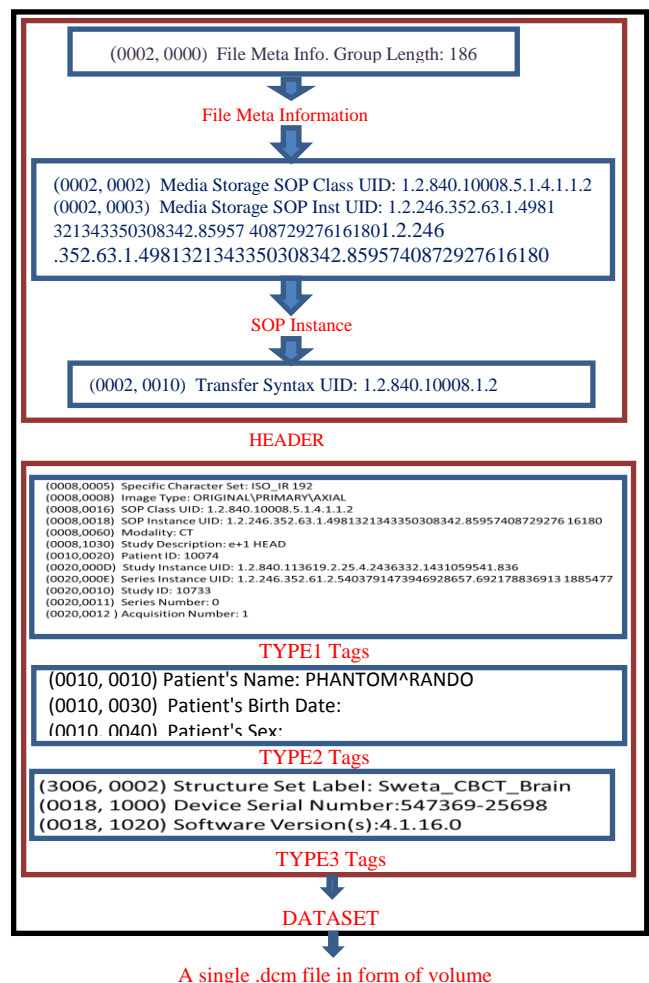 (0002, 0000) File Meta Info. Group Length: 186
File Meta Information
(0002, 0002) Media Storage SOP Class UID: 1.2.840.10008.5.1.4.1.1.2
(0002, 0003) Media Storage SOP Inst UID: 1.2.246.352.63.1.4981
321343350308342.85957 4087292761618​01.2.246
.352.63.1.4981321343350308342.8595740872927616180
SOP Instance
(0002, 0010) Transfer Syntax UID: 1.2.840.10008.1.2
HEADER
(0008,0005) Specific Character Set: ISO_IR 192
(0008,0008) Image Type: ORIGINAL\PRIMARY\AXIAL
(0008,0016) SOP Class UID: 1.2.840.10008.5.1.4.1.1.2
(0008,0018) SOP Instance UID: 1.2.246.352.63.1.4981321343350308342.85957408729276 16180
(0008,0060) Modality: CT
(0008,1030) Study Description: e+1 HEAD
(0010,0020) Patient ID: 10074
(0020,000D) Study Instance UID: 1.2.840.113619.2.25.4.2436332.1431059541.836
(0020,000E) Series Instance UID: 1.2.246.352.61.2.5403791473946928657.692178836913 1885477
(0020,0010) Study ID: 10733
(0020,0011) Series Number: 0
(0020,0012 ) Acquisition Number: 1
TYPE1 Tags
(0010, 0010) Patient's Name: PHANTOM^RANDO
(0010, 0030) Patient's Birth Date:
(0010, 0040) Patient's Sex:
TYPE2 Tags
(3006, 0002) Structure Set Label: Sweta_CBCT_Brain
(0018, 1000) Device Serial Number:547369-25698
(0018, 1020) Software Version(s):4.1.16.0
TYPE3 Tags
DATASET
A single .dcm file in form of volume